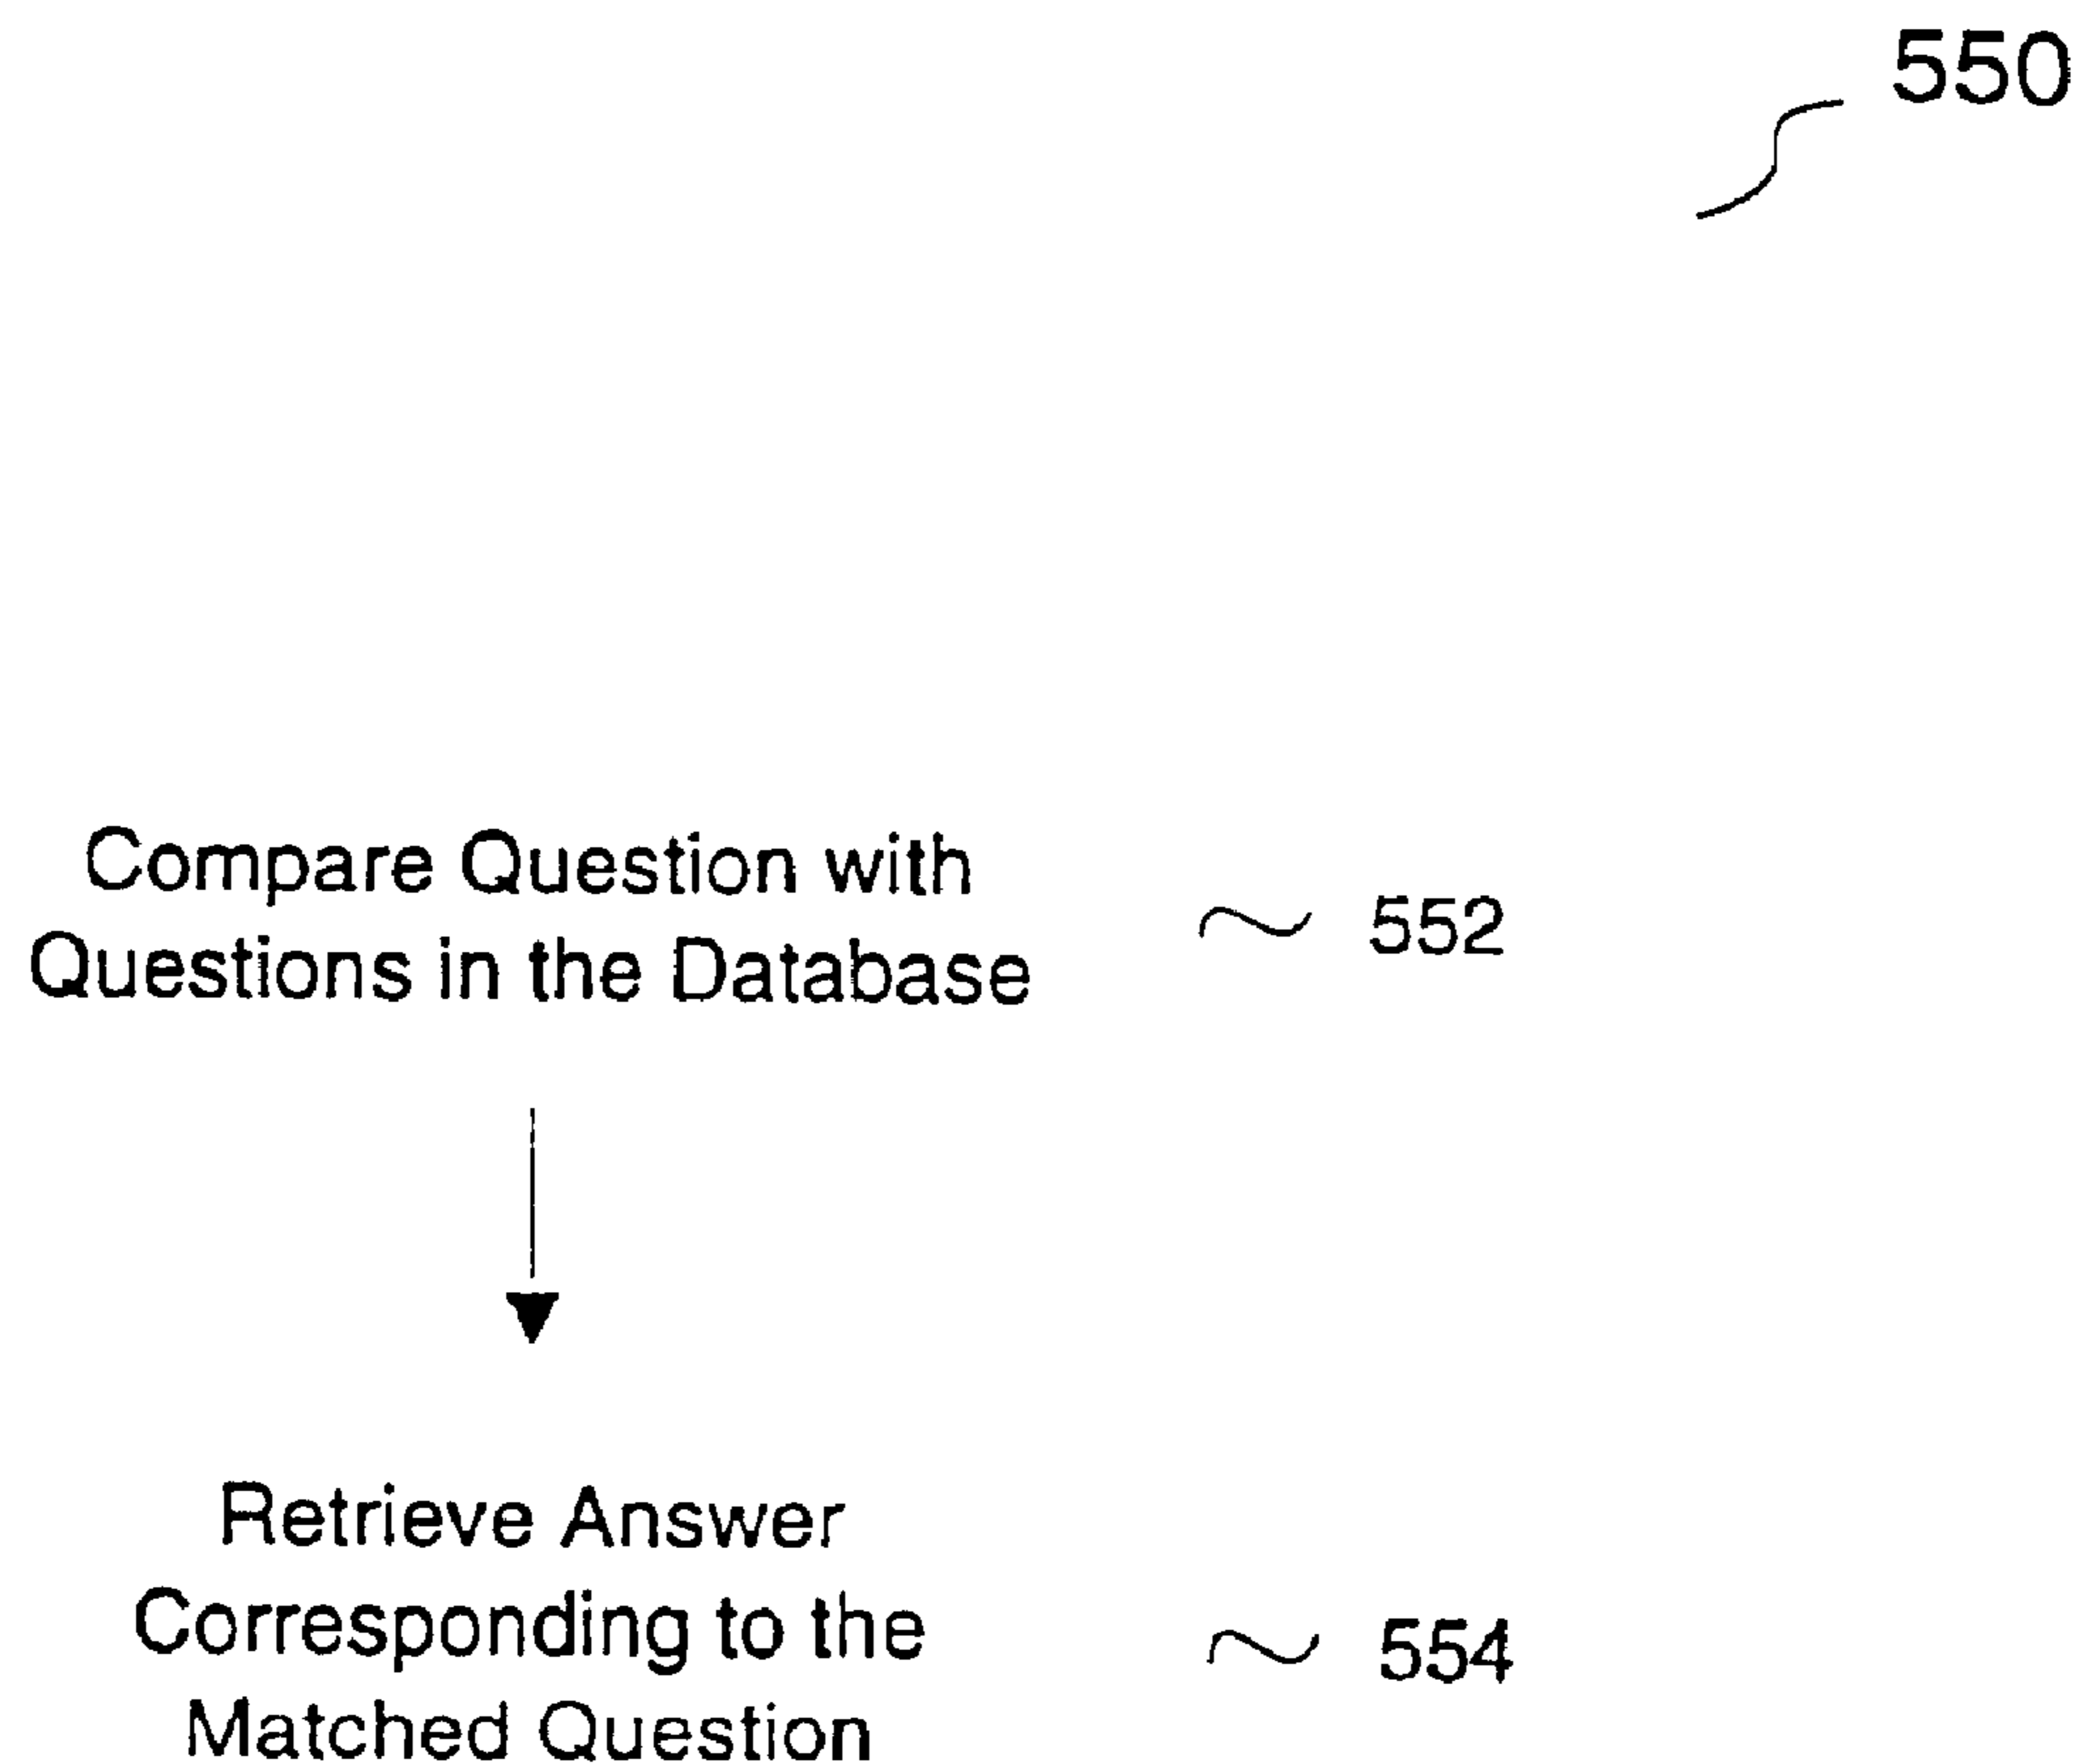 550
Compare Question with
Questions in the Database
552
Retrieve Answer
Corresponding to the
Matched Question
554